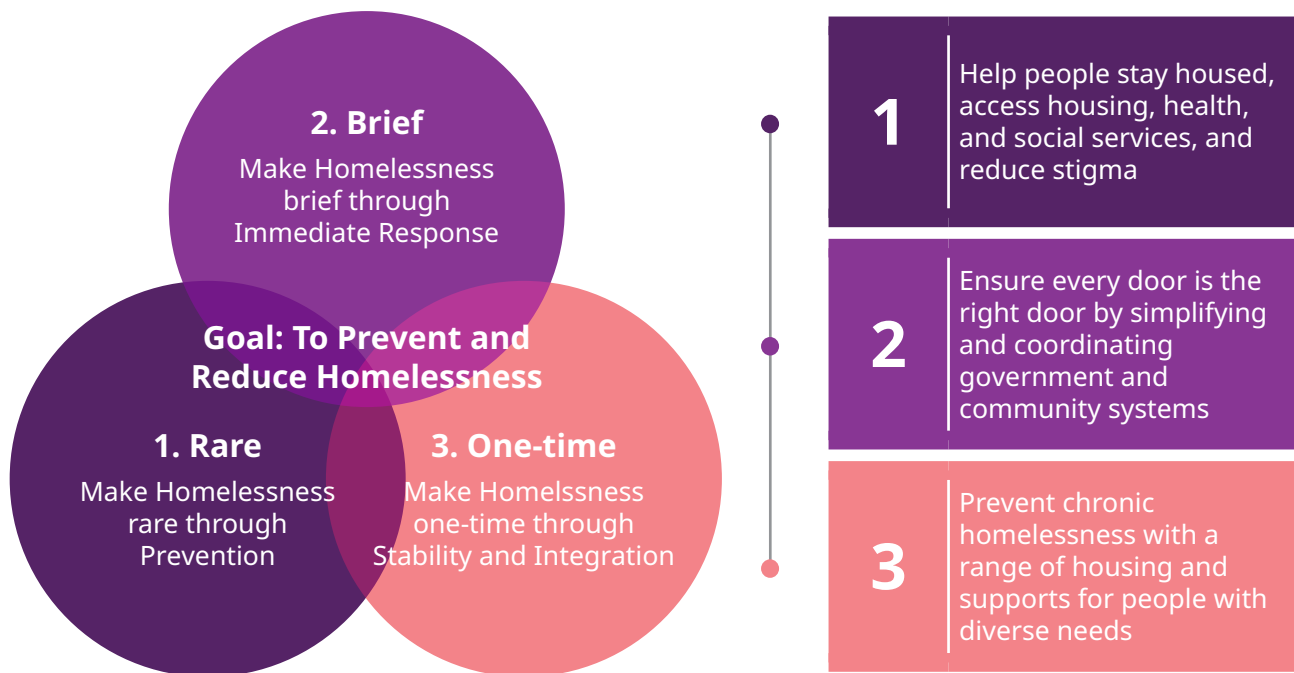 2. Brief
Make Homelessness
brief through
Immediate Response
Goal: To Prevent and
Reduce Homelessness
1. Rare
Make Homelessness
rare through
Prevention
3. One-time
Make Homelssness
one-time through
Stability and Integration
1
Help people stay housed,
access housing, health,
and social services, and
reduce stigma
2
Ensure every door is the
right door by simplifying
and coordinating
government and
community systems
3
Prevent chronic
homelessness with a
range of housing and
supports for people with
diverse needs